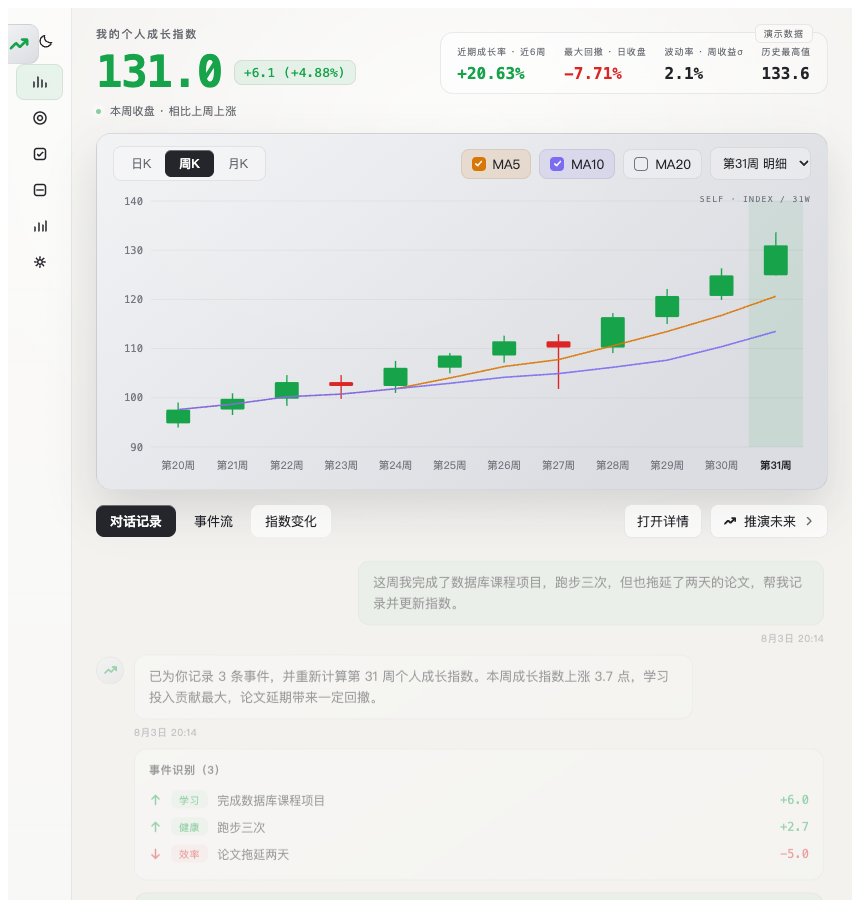 我的个人成长指数
131.0
+6.1 (+4.88%)
本周收盘 · 相比上周上涨
演示数据
近期成长率 · 近6周
+20.63%
最大回撤 · 日收盘
−7.71%
波动率 · 周收益σ
2.1%
历史最高值
133.6
日K
周K
月K
MA5
MA10
MA20
第31周 明细
SELF · INDEX / 31W
140
130
120
110
100
90
第20周 第21周 第22周 第23周 第24周 第25周 第26周 第27周 第28周 第29周 第30周 第31周
对话记录
事件流
指数变化
打开详情
推演未来
这周我完成了数据库课程项目，跑步三次，但也拖延了两天的论文，帮我记
录并更新指数。
8月3日 20:14
已为你记录 3 条事件，并重新计算第 31 周个人成长指数。本周成长指数上涨 3.7 点，学习
投入贡献最大，论文延期带来一定回撤。
8月3日 20:14
事件识别（3）
学习 完成数据库课程项目 +6.0
健康 跑步三次 +2.7
效率 论文拖延两天 −5.0